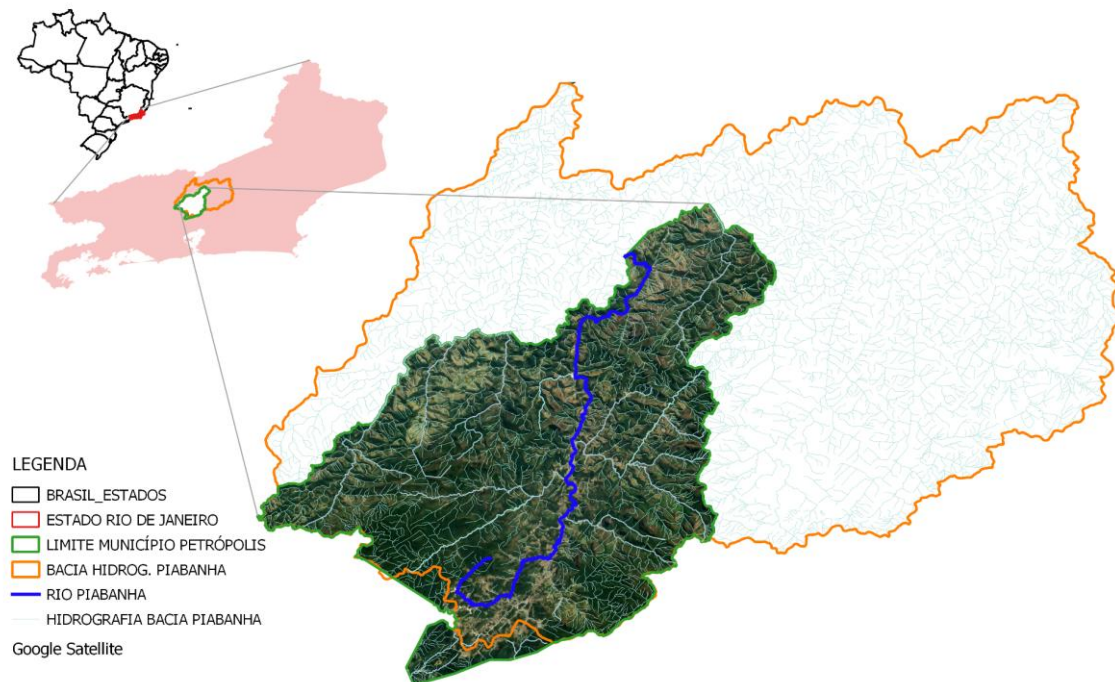 LEGENDA
BRASIL_ESTADOS
ESTADO RIO DE JANEIRO
LIMITE MUNICÍPIO PETRÓPOLIS
BACIA HIDROG. PIABANHA
RIO PIABANHA
HIDROGRAFIA BACIA PIABANHA
Google Satellite